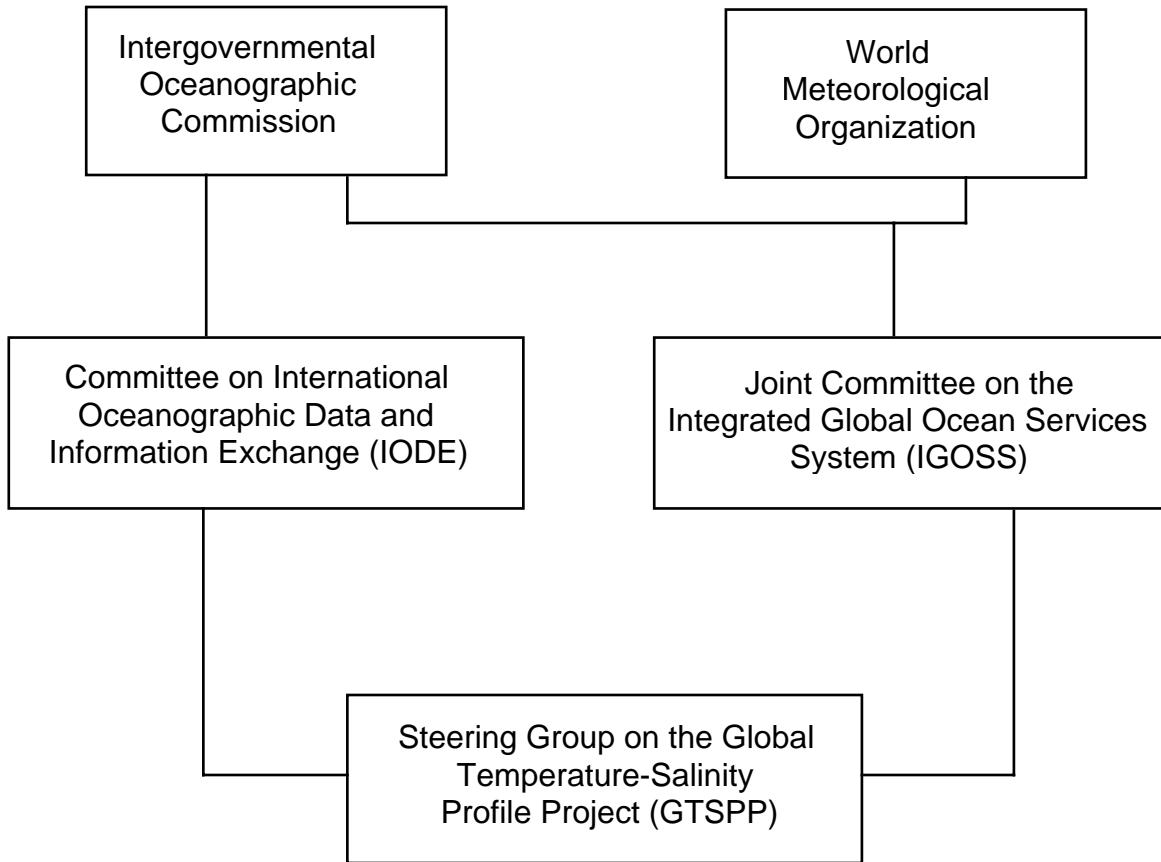 Intergovernmental
Oceanographic
Commission
World
Meteorological
Organization
Committee on International
Oceanographic Data and
Information Exchange (IODE)
Joint Committee on the
Integrated Global Ocean Services
System (IGOSS)
Steering Group on the Global
Temperature-Salinity
Profile Project (GTSPP)